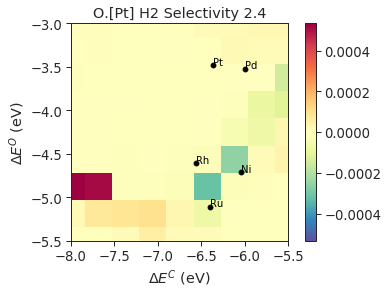 O.[Pt] H2 Selectivity 2.4
−3.0
−3.5
−4.0
−4.5
−5.0
−5.5
ΔE^O (eV)
Pt
Pd
Rh
Ni
Ru
−8.0 −7.5 −7.0 −6.5 −6.0 −5.5
ΔE^C (eV)
0.0004
0.0002
0.0000
−0.0002
−0.0004